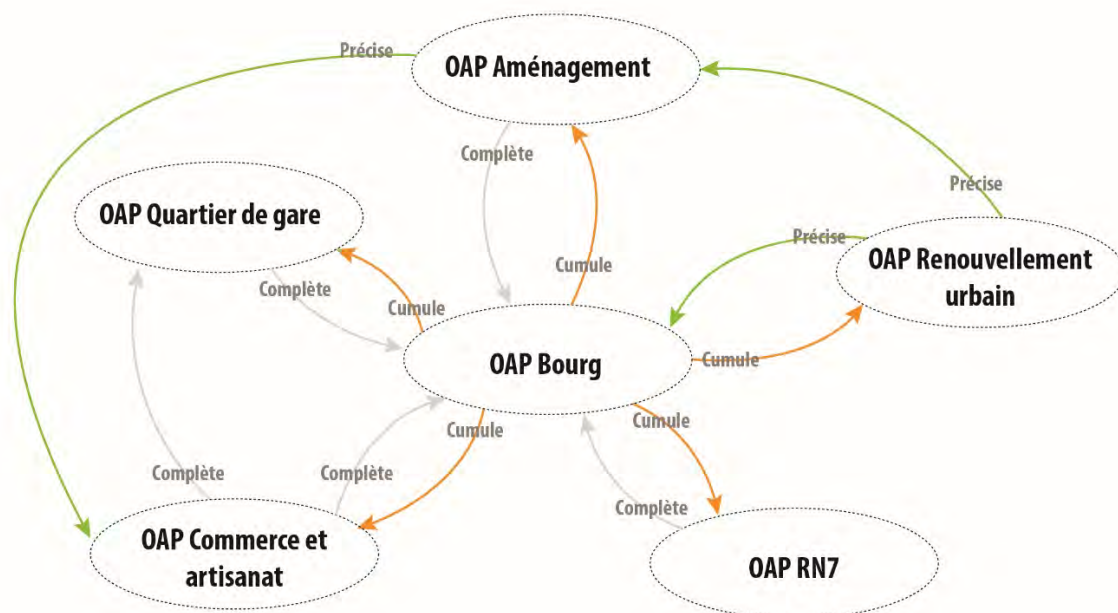 Précise
OAP Aménagement
Complète
Précise
OAP Quartier de gare
Précise
OAP Renouvellement
urbain
Complète
Cumule
Cumule
OAP Bourg
Cumule
Cumule
Cumule
Complète
Complète
Complète
OAP Commerce et
artisanat
OAP RN7